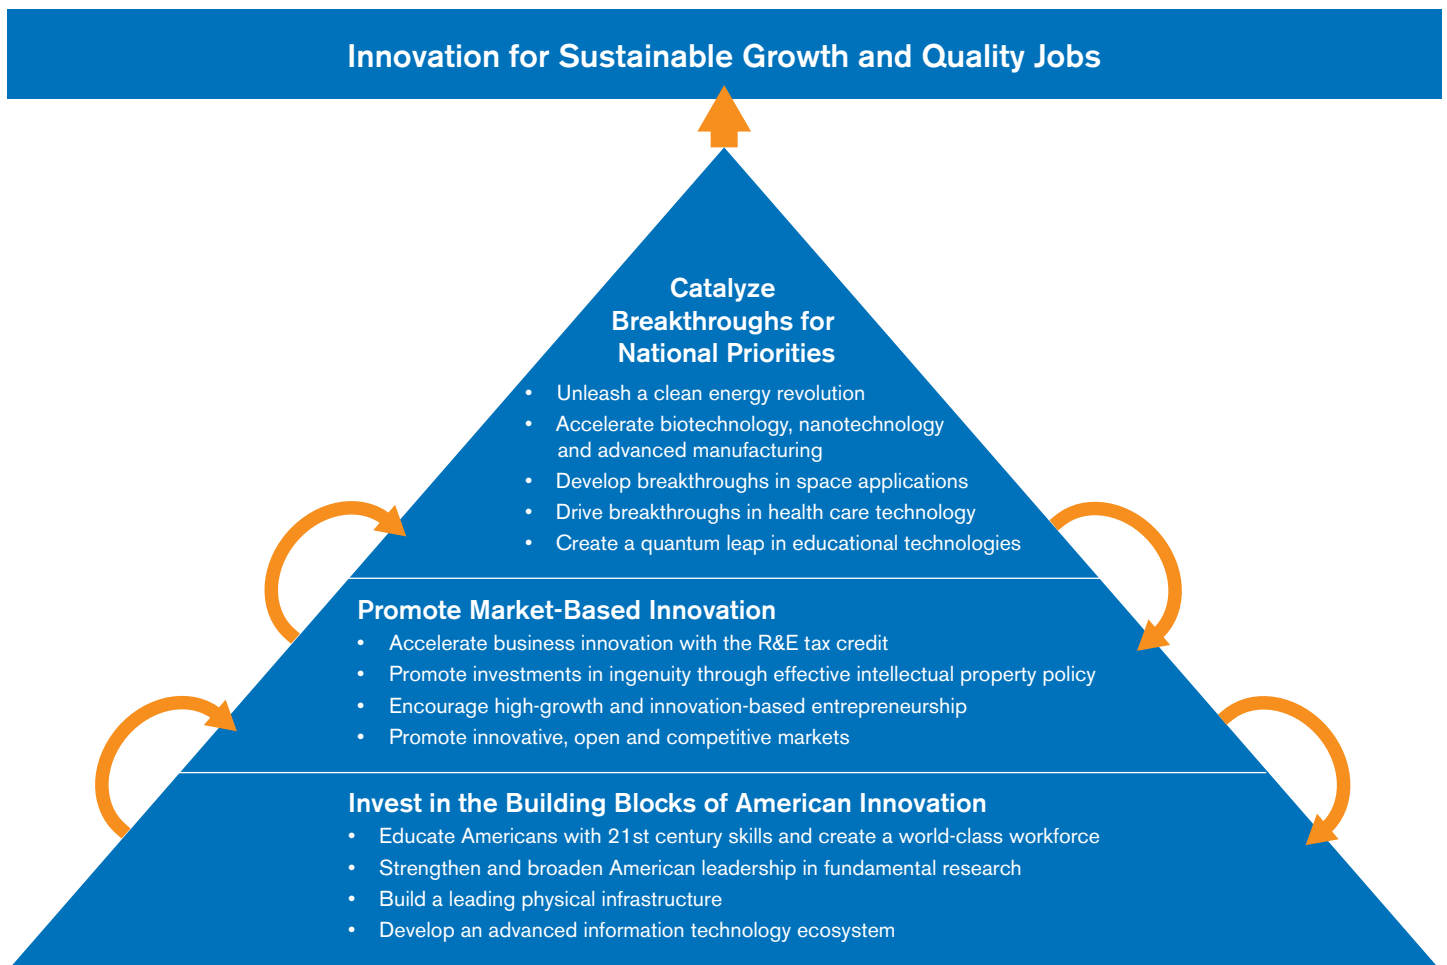 Innovation for Sustainable Growth and Quality Jobs
Catalyze
Breakthroughs for
National Priorities
• Unleash a clean energy revolution
• Accelerate biotechnology, nanotechnology
and advanced manufacturing
• Develop breakthroughs in space applications
• Drive breakthroughs in health care technology
• Create a quantum leap in educational technologies
Promote Market-Based Innovation
• Accelerate business innovation with the R&E tax credit
• Promote investments in ingenuity through effective intellectual property policy
• Encourage high-growth and innovation-based entrepreneurship
• Promote innovative, open and competitive markets
Invest in the Building Blocks of American Innovation
• Educate Americans with 21st century skills and create a world-class workforce
• Strengthen and broaden American leadership in fundamental research
• Build a leading physical infrastructure
• Develop an advanced information technology ecosystem